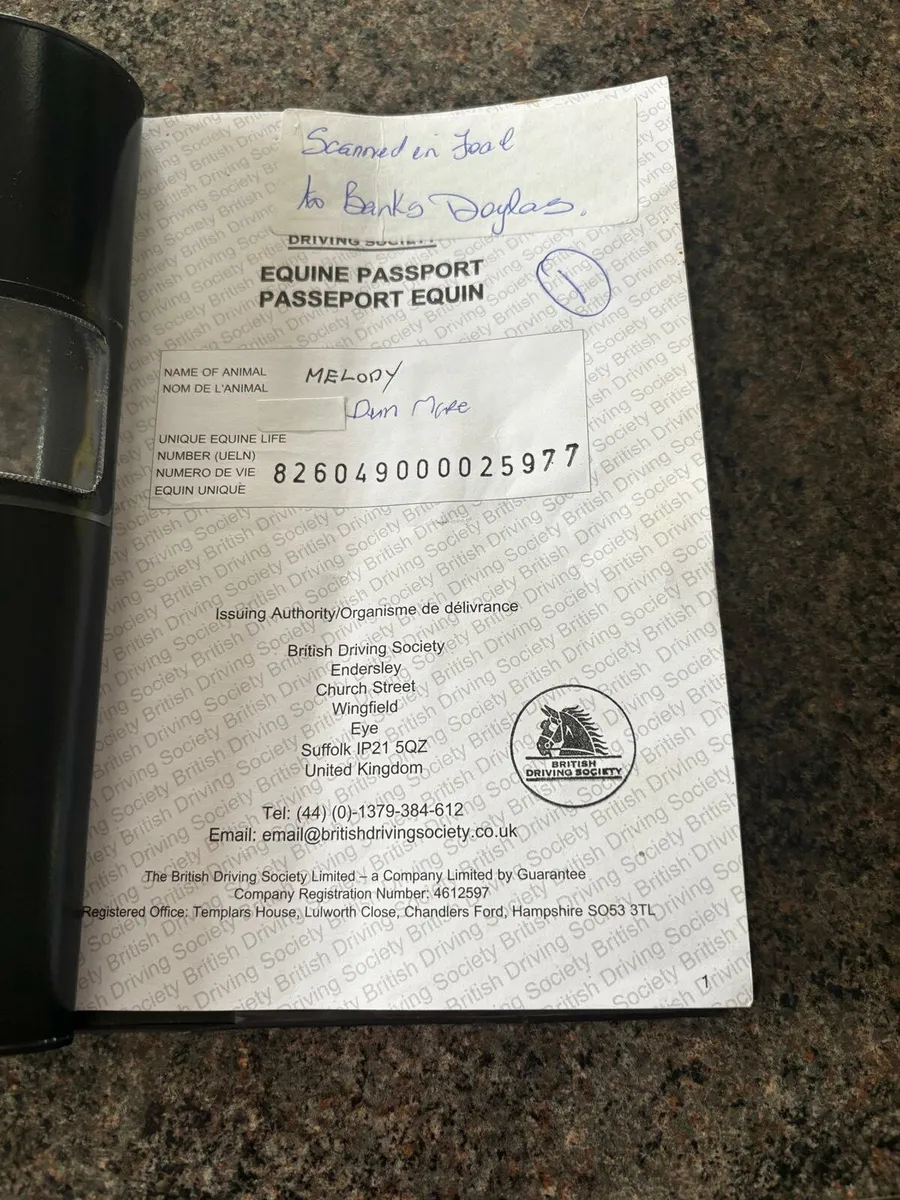 Scanned in Foal
to Banks Douglas.
DRIVING SOCIETY
EQUINE PASSPORT
PASSEPORT EQUIN
1
NAME OF ANIMAL
NOM DE L'ANIMAL
MELODY
Dun Mare
UNIQUE EQUINE LIFE
NUMBER (UELN)
NUMERO DE VIE
EQUIN UNIQUE
826049000025977
Issuing Authority/Organisme de délivrance
British Driving Society
Endersley
Church Street
Wingfield
Eye
Suffolk IP21 5QZ
United Kingdom
BRITISH
DRIVING SOCIETY
Tel: (44) (0)-1379-384-612
Email: email@britishdrivingsociety.co.uk
The British Driving Society Limited – a Company Limited by Guarantee
Company Registration Number: 4612597
Registered Office: Templars House, Lulworth Close, Chandlers Ford, Hampshire SO53 3TL
1